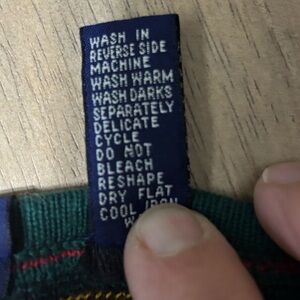 WASH IN
REVERSE SIDE
MACHINE
WASH WARM
WASH DARKS
SEPARATELY
DELICATE
CYCLE
DO NOT
BLEACH
RESHAPE
DRY FLAT
COOL IRON